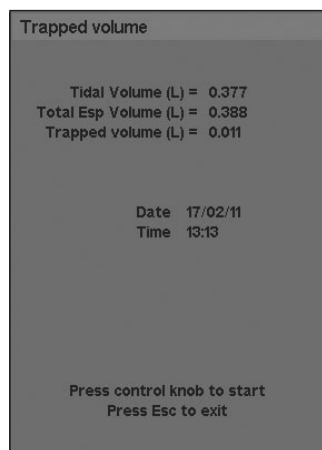 Trapped volume
Tidal Volume (L) = 0.377
Total Esp Volume (L) = 0.388
Trapped volume (L) = 0.011
Date 17/02/11
Time 13:13
Press control knob to start
Press Esc to exit